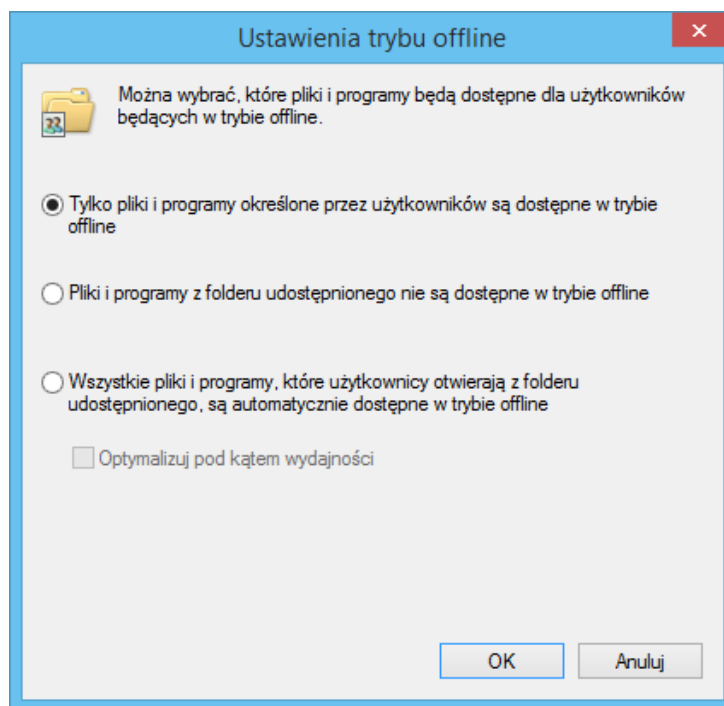 Ustawienia trybu offline
Można wybrać, które pliki i programy będą dostępne dla użytkowników
będących w trybie offline.
Tylko pliki i programy określone przez użytkowników są dostępne w trybie
offline
Pliki i programy z folderu udostępnionego nie są dostępne w trybie offline
Wszystkie pliki i programy, które użytkownicy otwierają z folderu
udostępnionego, są automatycznie dostępne w trybie offline
Optymalizuj pod kątem wydajności
OK
Anuluj